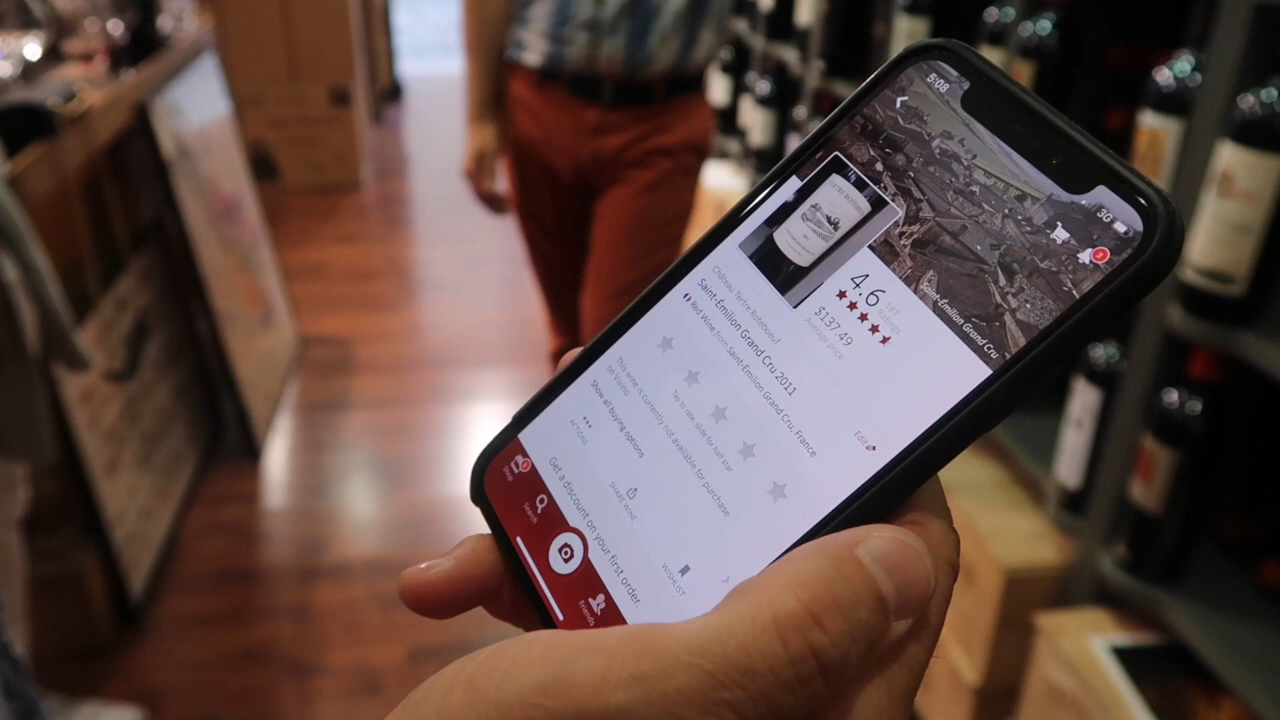 5:08
3G
Saint-Émilion Grand Cru
4.6
187
Ratings
$137.49
Average price
Château Tertre Roteboeuf
Saint-Émilion Grand Cru 2011
Red Wine from Saint-Émilion Grand Cru, France
Edit
Tap to rate, slide for half star
This wine is currently not available for purchase
on Vivino
Show all buying options
ACTIONS
SHARE WINE
WISHLIST
Get a discount on your first order.
Shop
Search
Friends